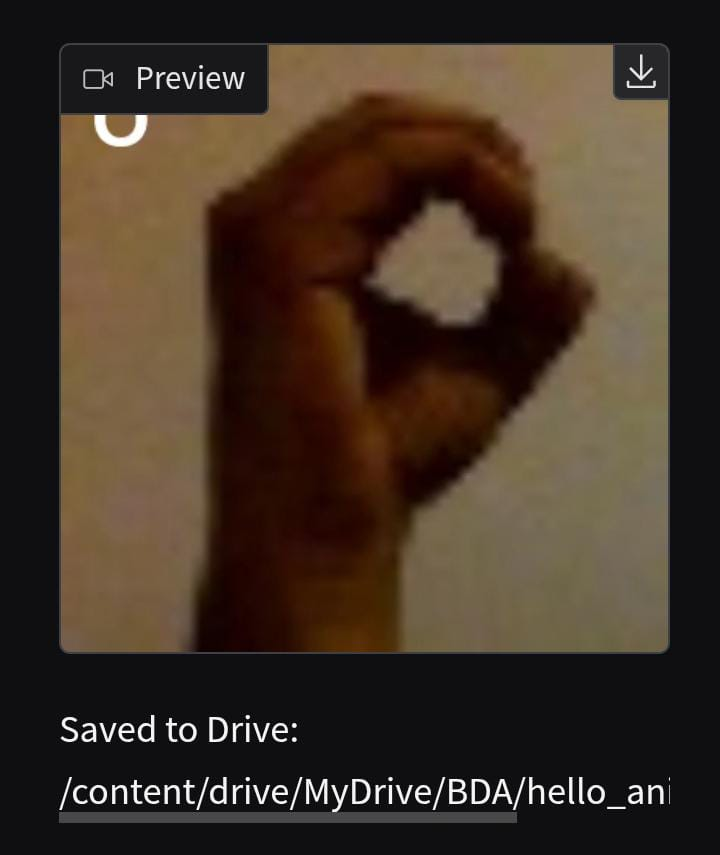 Preview
Saved to Drive:
/content/drive/MyDrive/BDA/hello_ani